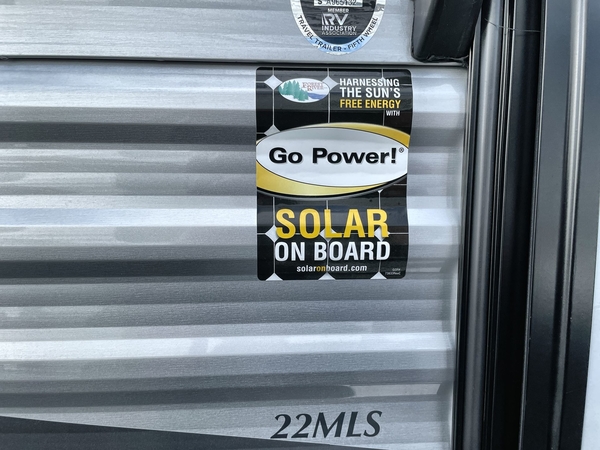 S A965132
MEMBER
RV
INDUSTRY
ASSOCIATION
TRAVEL TRAILER - FIFTH WHEEL
HARNESSING
THE SUN'S
FREE ENERGY
WITH
Go Power!®
SOLAR
ON BOARD
solaronboard.com
22MLS